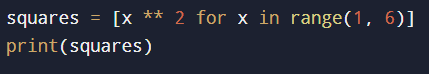 squares = [x ** 2 for x in range(1, 6)]
print(squares)